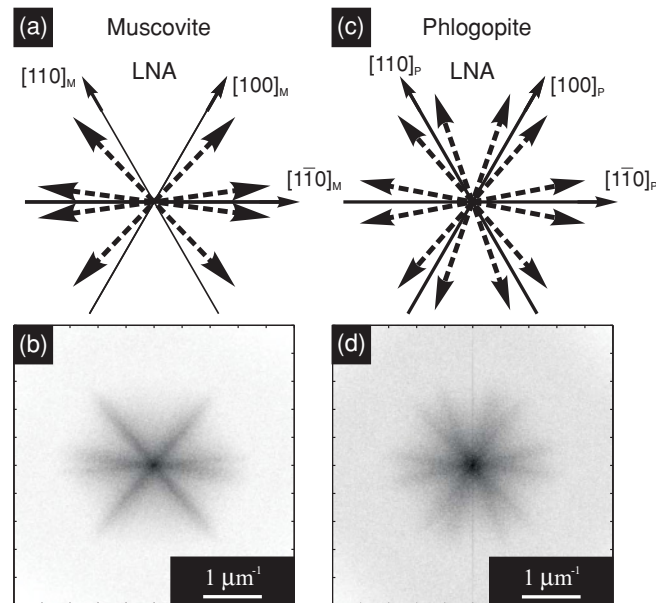 (a) Muscovite
LNA
[110]M
[100]M
[11̄0]M
(c) Phlogopite
LNA
[110]P
[100]P
[11̄0]P
(b)
1 µm⁻¹
(d)
1 µm⁻¹